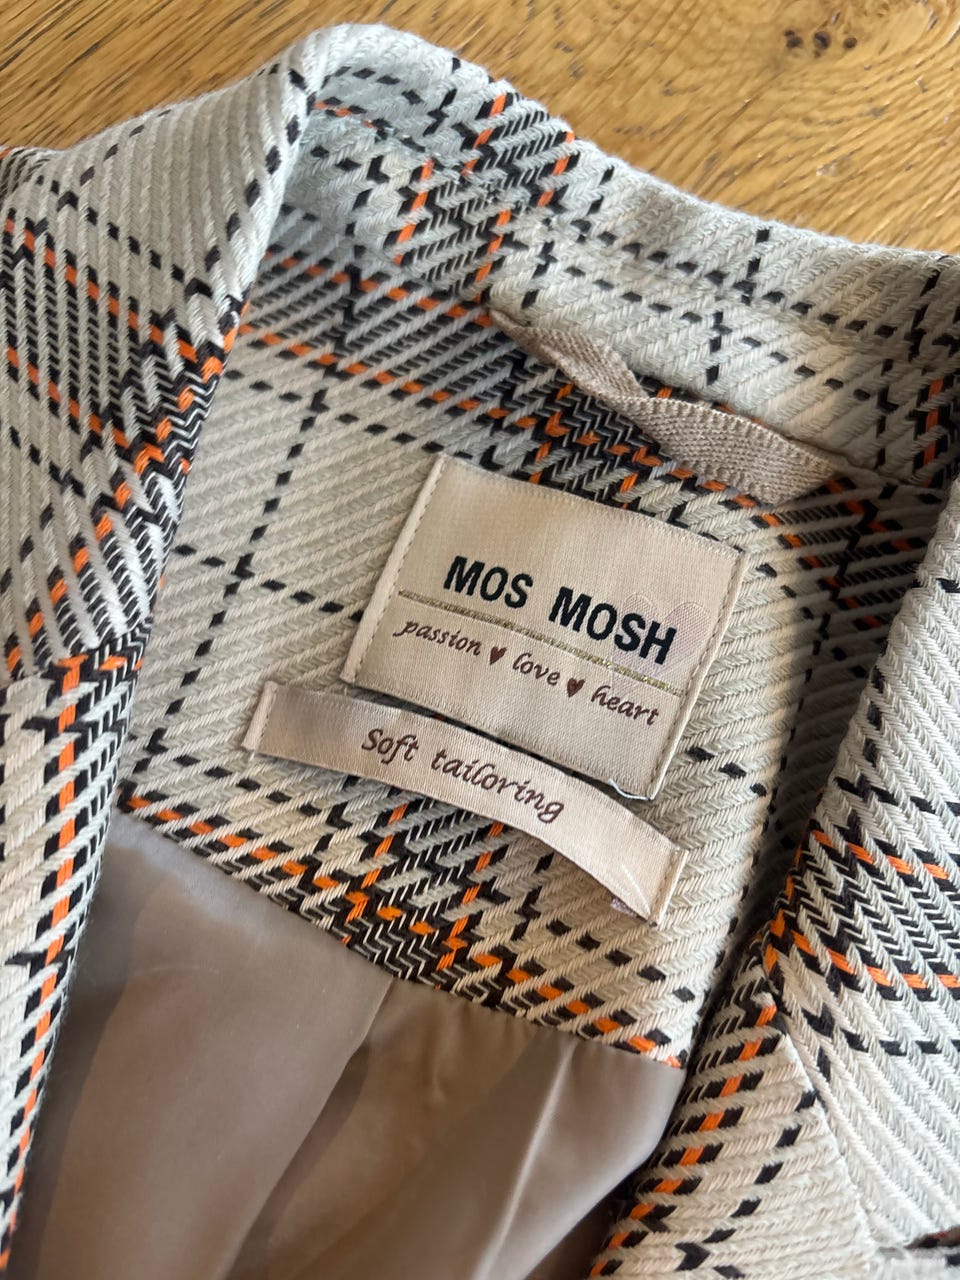 MOS MOSH
passion ♥ love ♥ heart
Soft tailoring